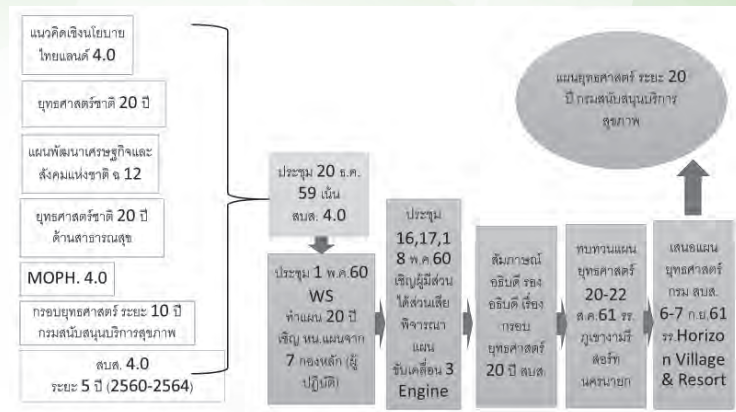 แนวคิดเชิงนโยบาย
ไทยแลนด์ 4.0
ยุทธศาสตร์ชาติ 20 ปี
แผนพัฒนาเศรษฐกิจและ
สังคมแห่งชาติ ฉ 12
ยุทธศาสตร์ชาติ 20 ปี
ด้านสาธารณสุข
MOPH. 4.0
กรอบยุทธศาสตร์ ระยะ 10 ปี
กรมสนับสนุนบริการสุขภาพ
สบส. 4.0
ระยะ 5 ปี (2560-2564)
ประชุม 20 ธ.ค.
59 เน้น
สบส. 4.0
ประชุม 1 พ.ค.60
WS
ทำแผน 20 ปี
เชิญ หน.แผนจาก
7 กองหลัก (ผู้
ปฏิบัติ)
ประชุม
16,17,1
8 พ.ค.60
เชิญผู้มีส่วน
ได้ส่วนเสีย
พิจารณา
แผน
ขับเคลื่อน 3
Engine
สัมภาษณ์
อธิบดี รอง
อธิบดี เรื่อง
กรอบ
ยุทธศาสตร์
20 ปี สบส.
ทบทวนแผน
ยุทธศาสตร์
20-22
ส.ค.61 รร.
ภูเขางามรี
สอร์ท
นครนายก
เสนอแผน
ยุทธศาสตร์
กรม สบส.
6-7 ก.ย.61
รร.Horizo
n Village
& Resort
แผนยุทธศาสตร์ ระยะ 20
ปี กรมสนับสนุนบริการ
สุขภาพ